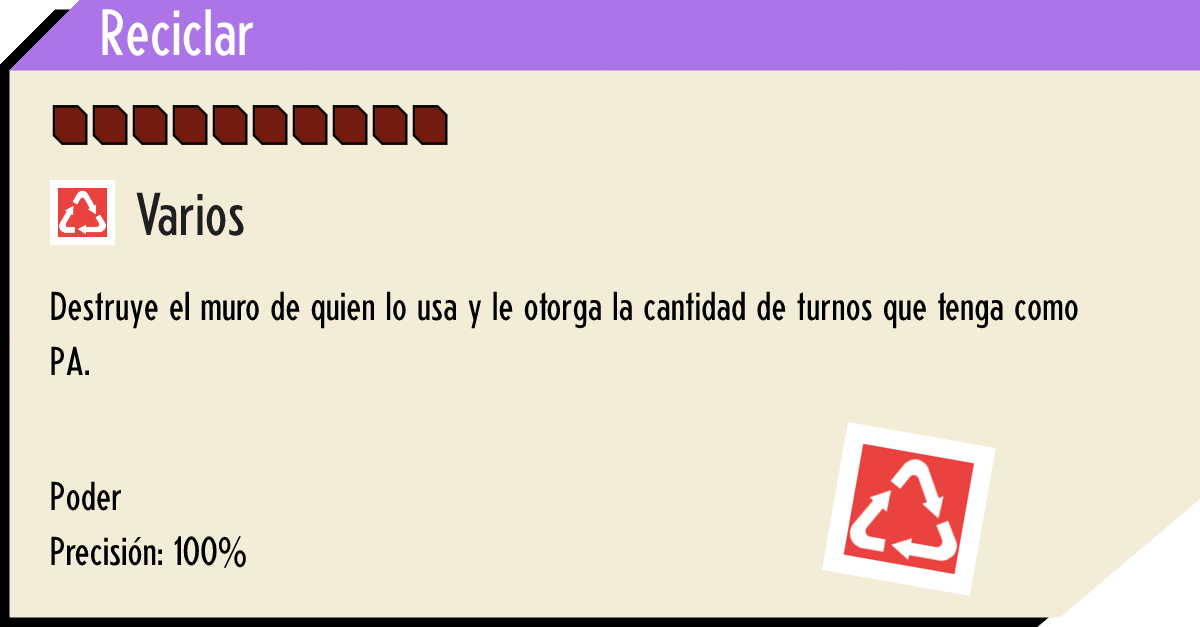 Reciclar
Varios
Destruye el muro de quien lo usa y le otorga la cantidad de turnos que tenga como
PA.
Poder
Precisión: 100%